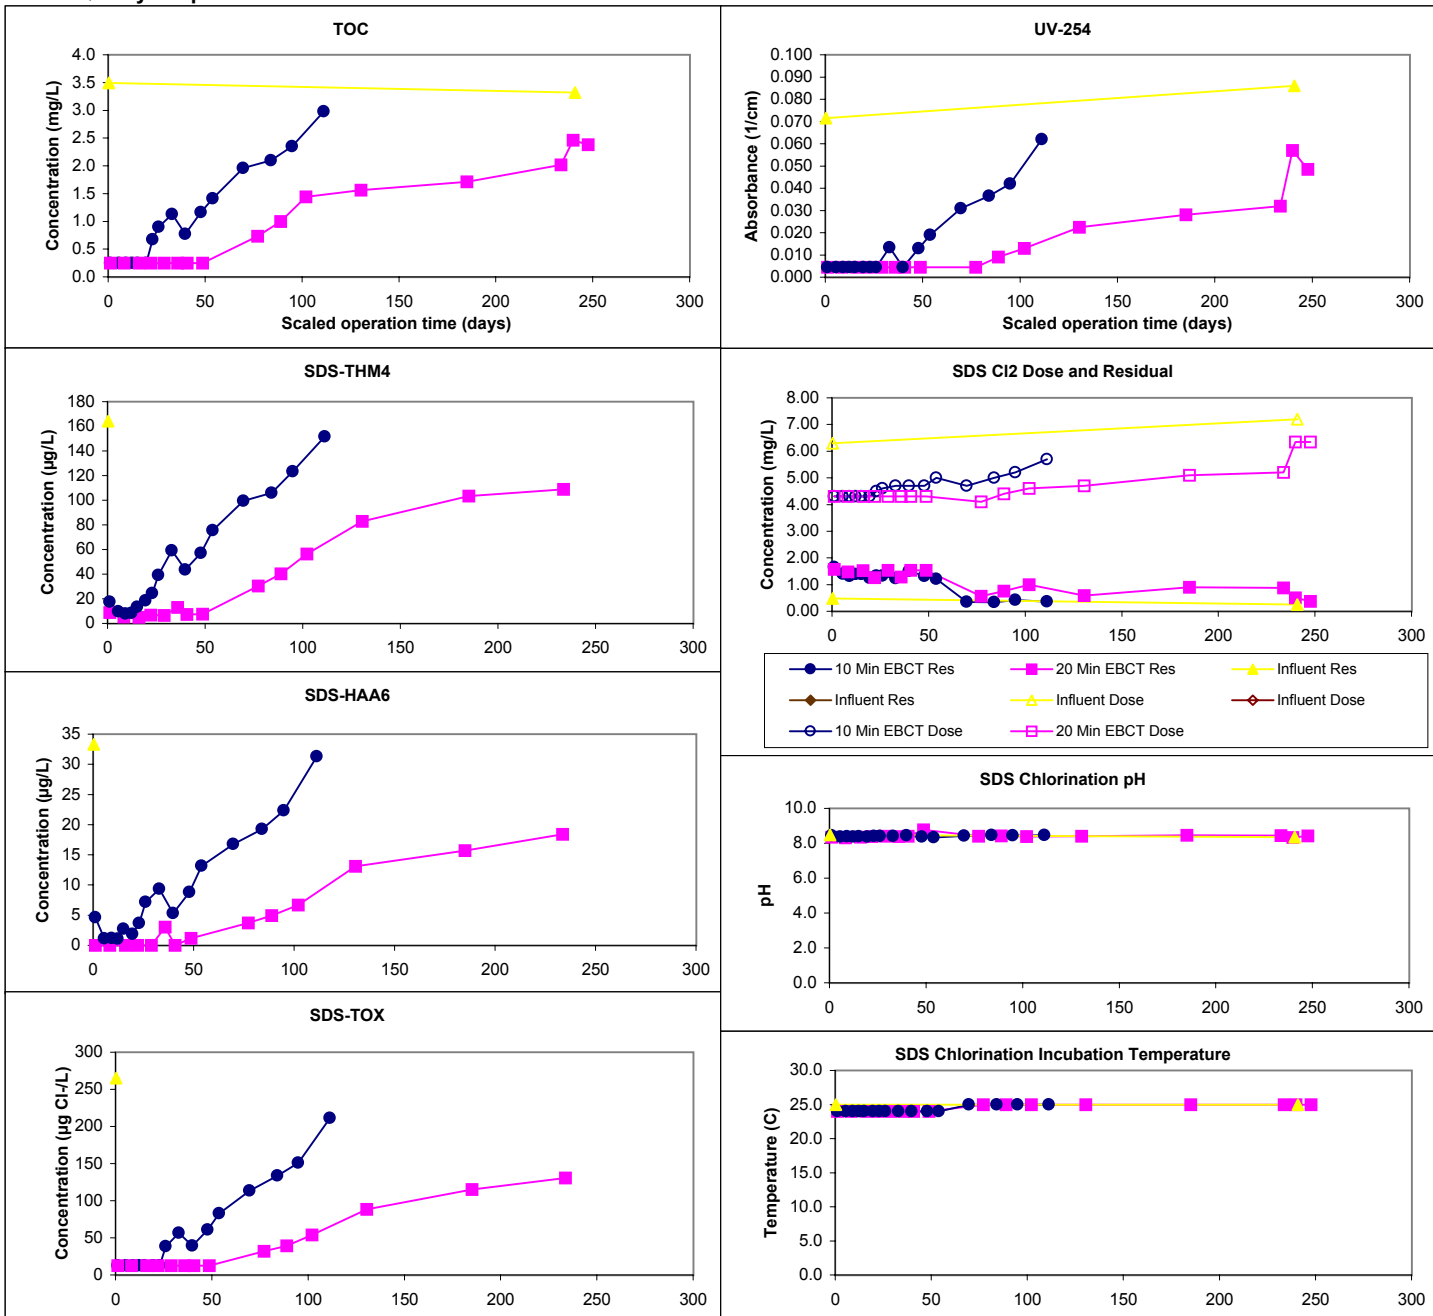 TOC
Concentration (mg/L)
4.0
3.5
3.0
2.5
2.0
1.5
1.0
0.5
0.0
0 50 100 150 200 250 300
Scaled operation time (days)
UV-254
Absorbance (1/cm)
0.100
0.090
0.080
0.070
0.060
0.050
0.040
0.030
0.020
0.010
0.000
0 50 100 150 200 250 300
Scaled operation time (days)
SDS-THM4
Concentration (µg/L)
180
160
140
120
100
80
60
40
20
0
0 50 100 150 200 250 300
SDS Cl2 Dose and Residual
Concentration (mg/L)
8.00
7.00
6.00
5.00
4.00
3.00
2.00
1.00
0.00
0 50 100 150 200 250 300
10 Min EBCT Res 20 Min EBCT Res Influent Res
Influent Res Influent Dose Influent Dose
10 Min EBCT Dose 20 Min EBCT Dose
SDS-HAA6
Concentration (µg/L)
35
30
25
20
15
10
5
0
0 50 100 150 200 250 300
SDS Chlorination pH
pH
10.0
8.0
6.0
4.0
2.0
0.0
0 50 100 150 200 250 300
SDS-TOX
Concentration (µg Cl-/L)
300
250
200
150
100
50
0
0 50 100 150 200 250 300
SDS Chlorination Incubation Temperature
Temperature (C)
30.0
25.0
20.0
15.0
10.0
5.0
0.0
0 50 100 150 200 250 300